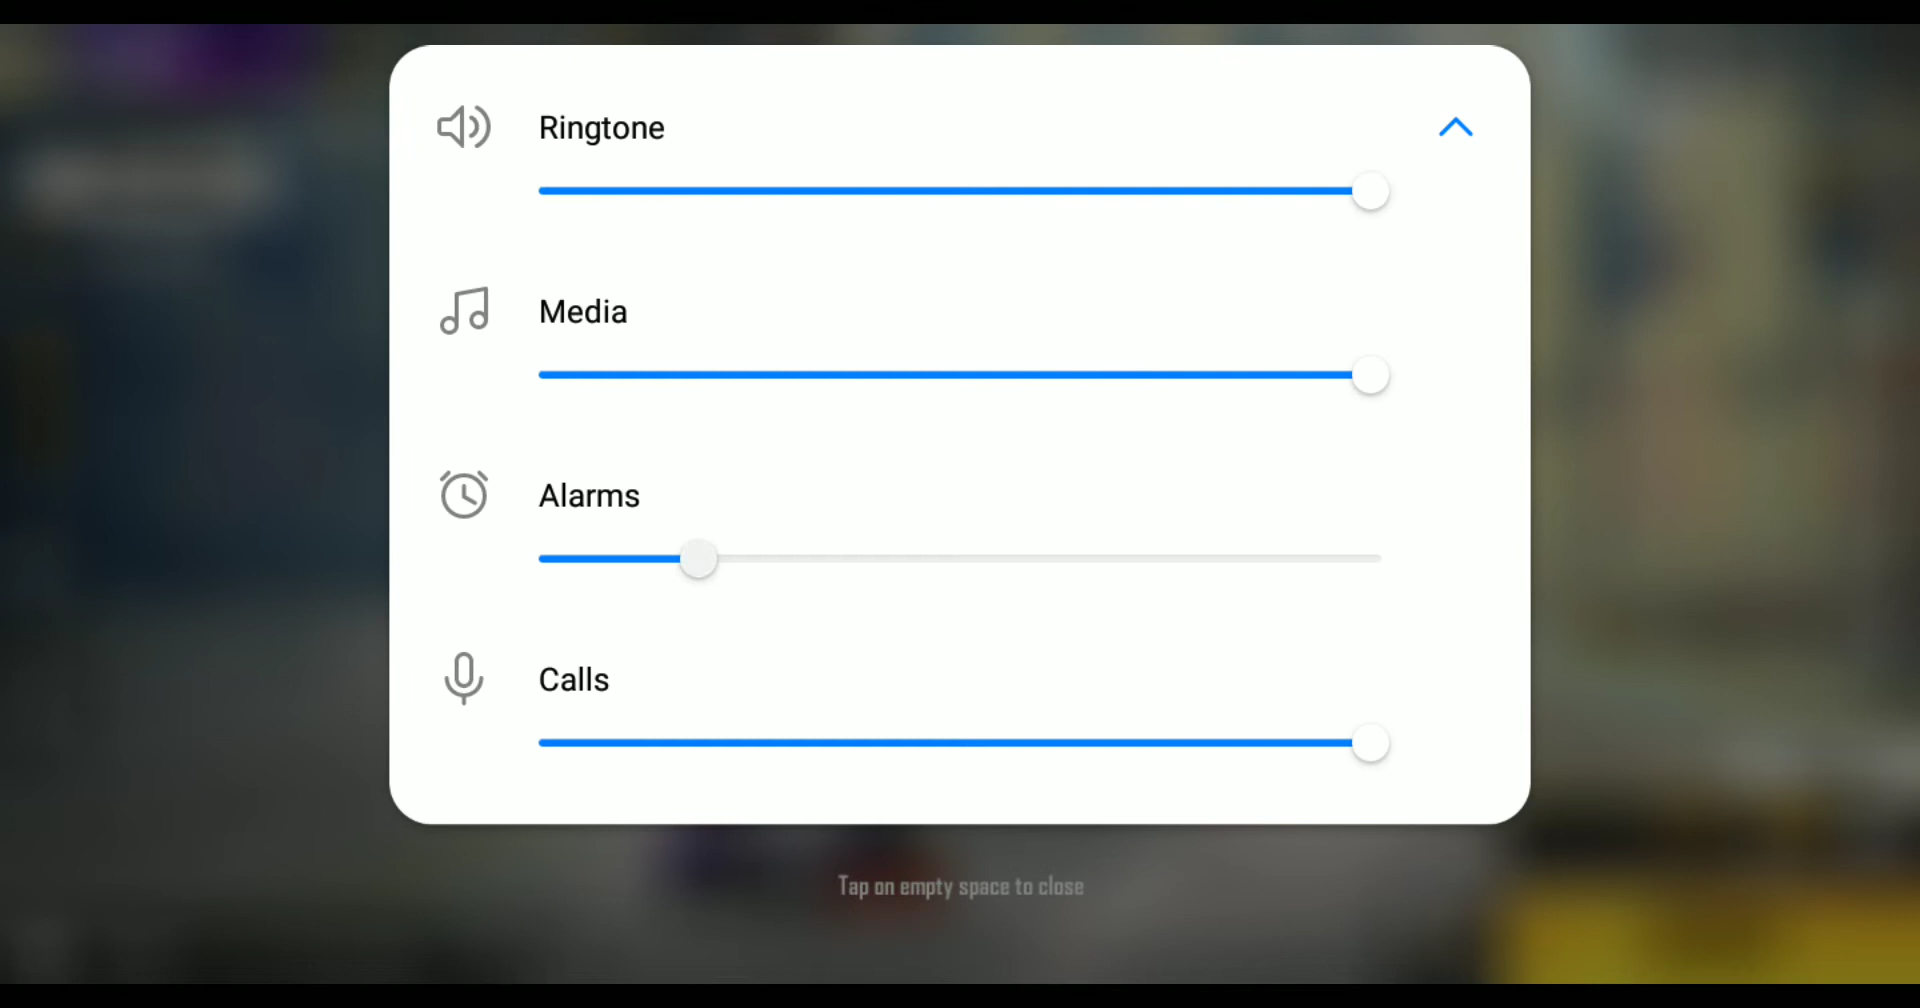 Ringtone
Media
Alarms
Calls
Tap on empty space to close